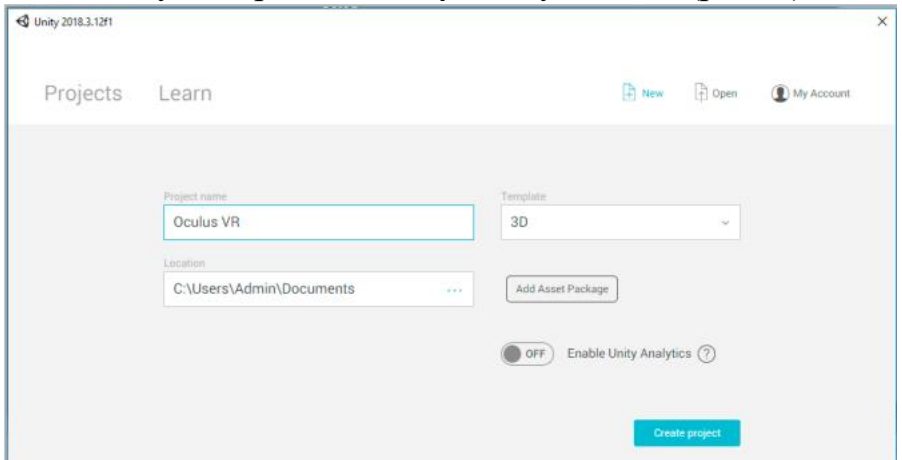 Unity 2018.3.12f1
Projects Learn New Open My Account
Project name Template
Oculus VR 3D
Location
C:\Users\Admin\Documents ... Add Asset Package
OFF Enable Unity Analytics ?
Create project